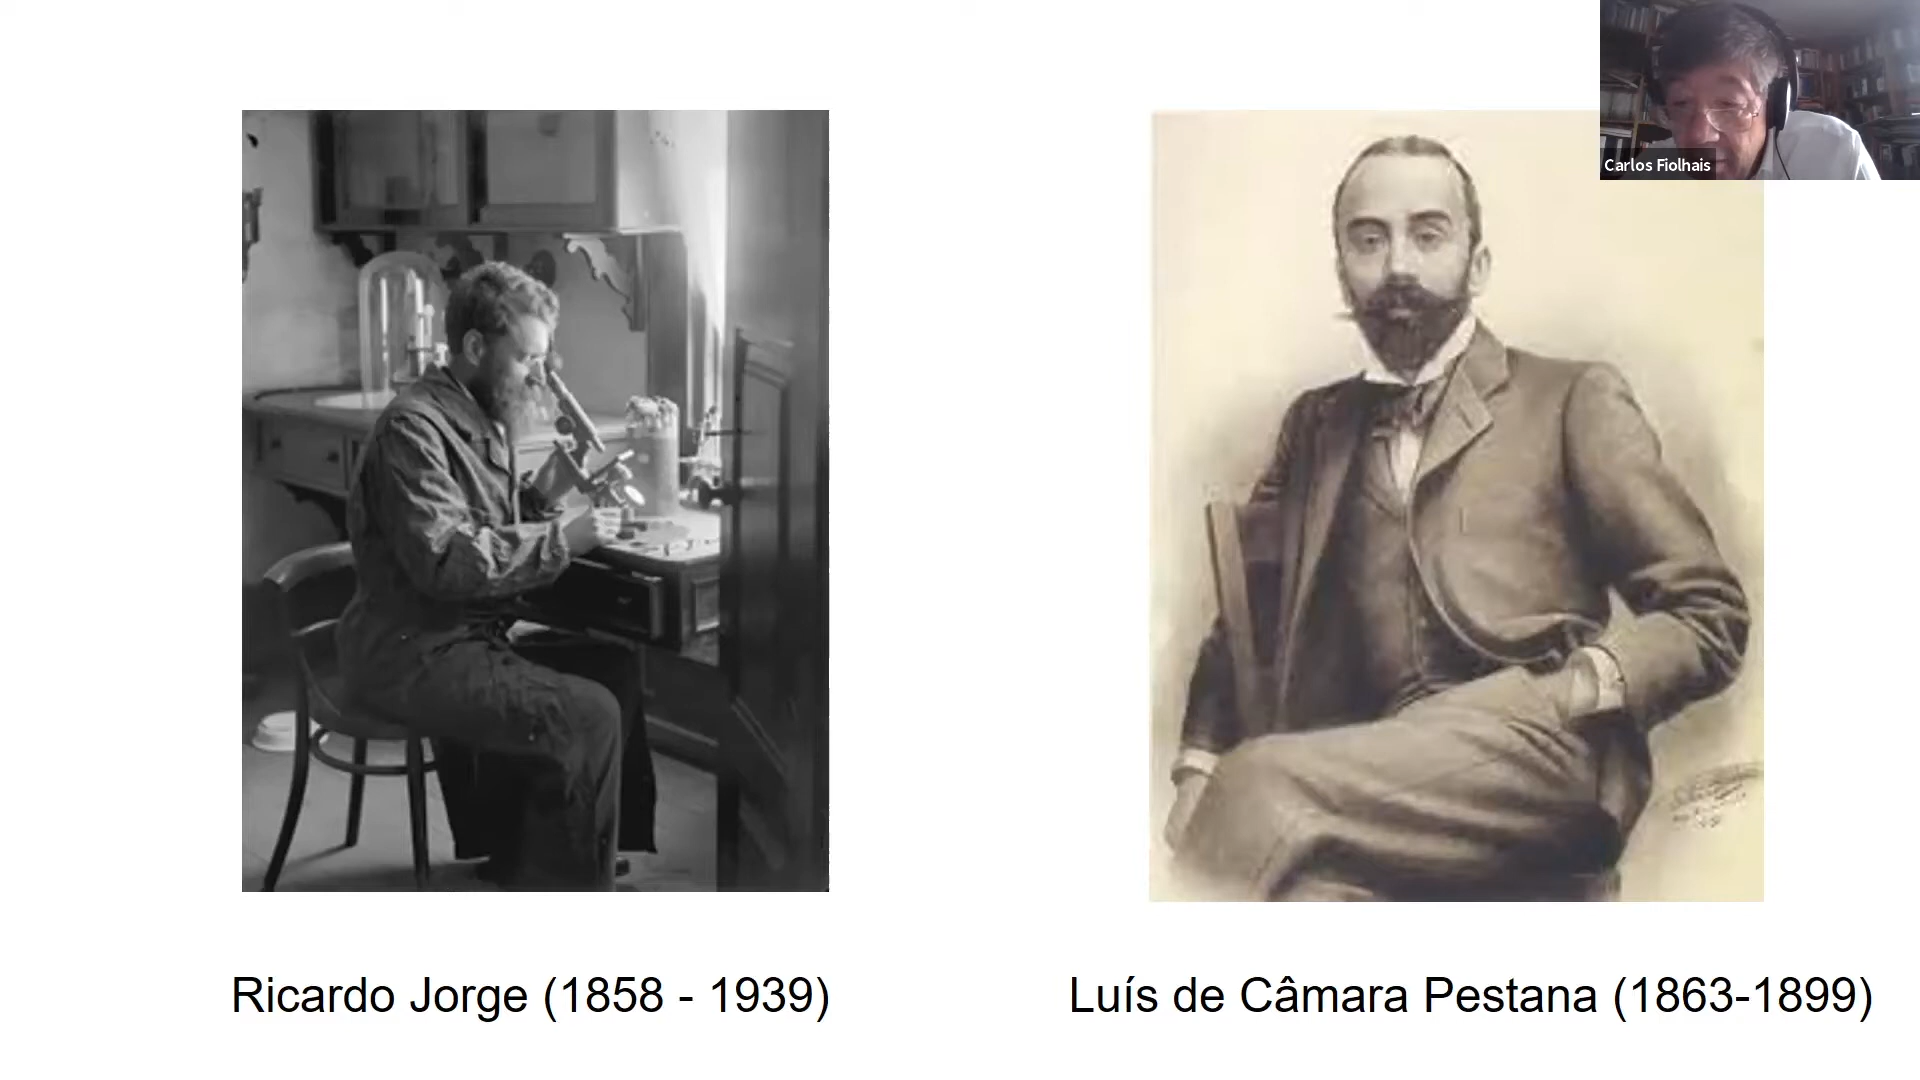 Carlos Fiolhais
Ricardo Jorge (1858 - 1939)
Luís de Câmara Pestana (1863-1899)